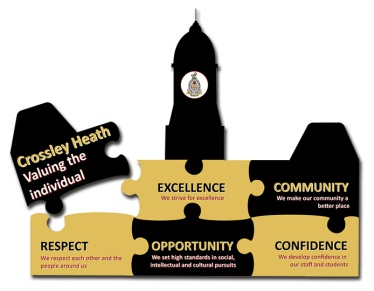 Crossley Heath
Valuing the
individual
EXCELLENCE
We strive for excellence
COMMUNITY
We make our community a
better place
RESPECT
We respect each other and the
people around us
OPPORTUNITY
We set high standards in social,
intellectual and cultural pursuits
CONFIDENCE
We develop confidence in
our staff and students